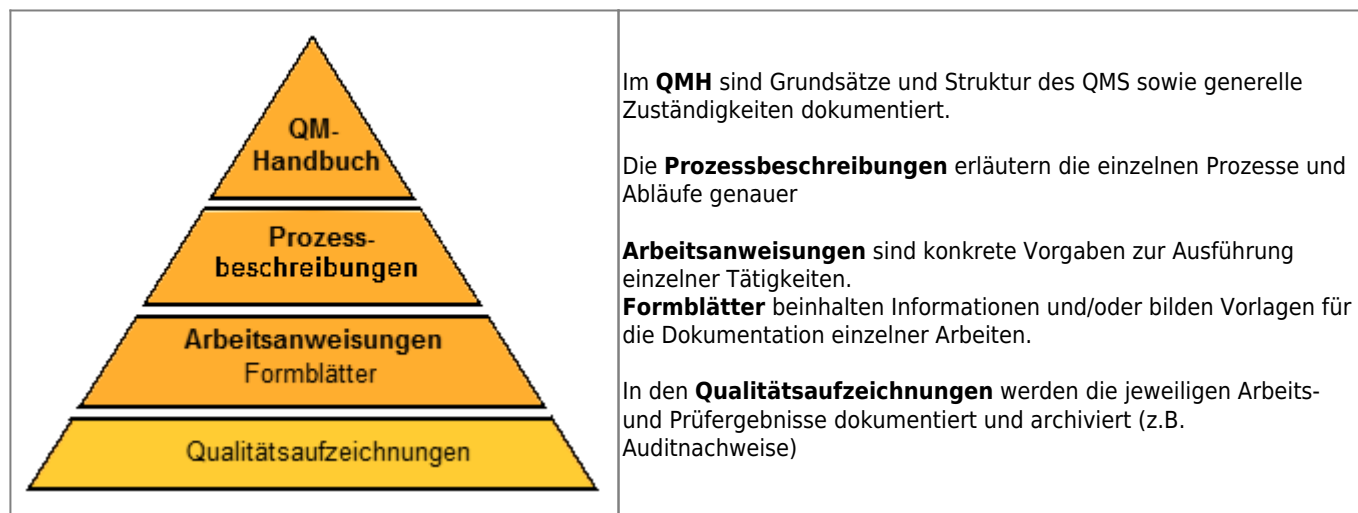 QM-
Handbuch
Prozess-
beschreibungen
Arbeitsanweisungen
Formblätter
Qualitätsaufzeichnungen
Im QMH sind Grundsätze und Struktur des QMS sowie generelle
Zuständigkeiten dokumentiert.
Die Prozessbeschreibungen erläutern die einzelnen Prozesse und
Abläufe genauer
Arbeitsanweisungen sind konkrete Vorgaben zur Ausführung
einzelner Tätigkeiten.
Formblätter beinhalten Informationen und/oder bilden Vorlagen für
die Dokumentation einzelner Arbeiten.
In den Qualitätsaufzeichnungen werden die jeweiligen Arbeits-
und Prüfergebnisse dokumentiert und archiviert (z.B.
Auditnachweise)